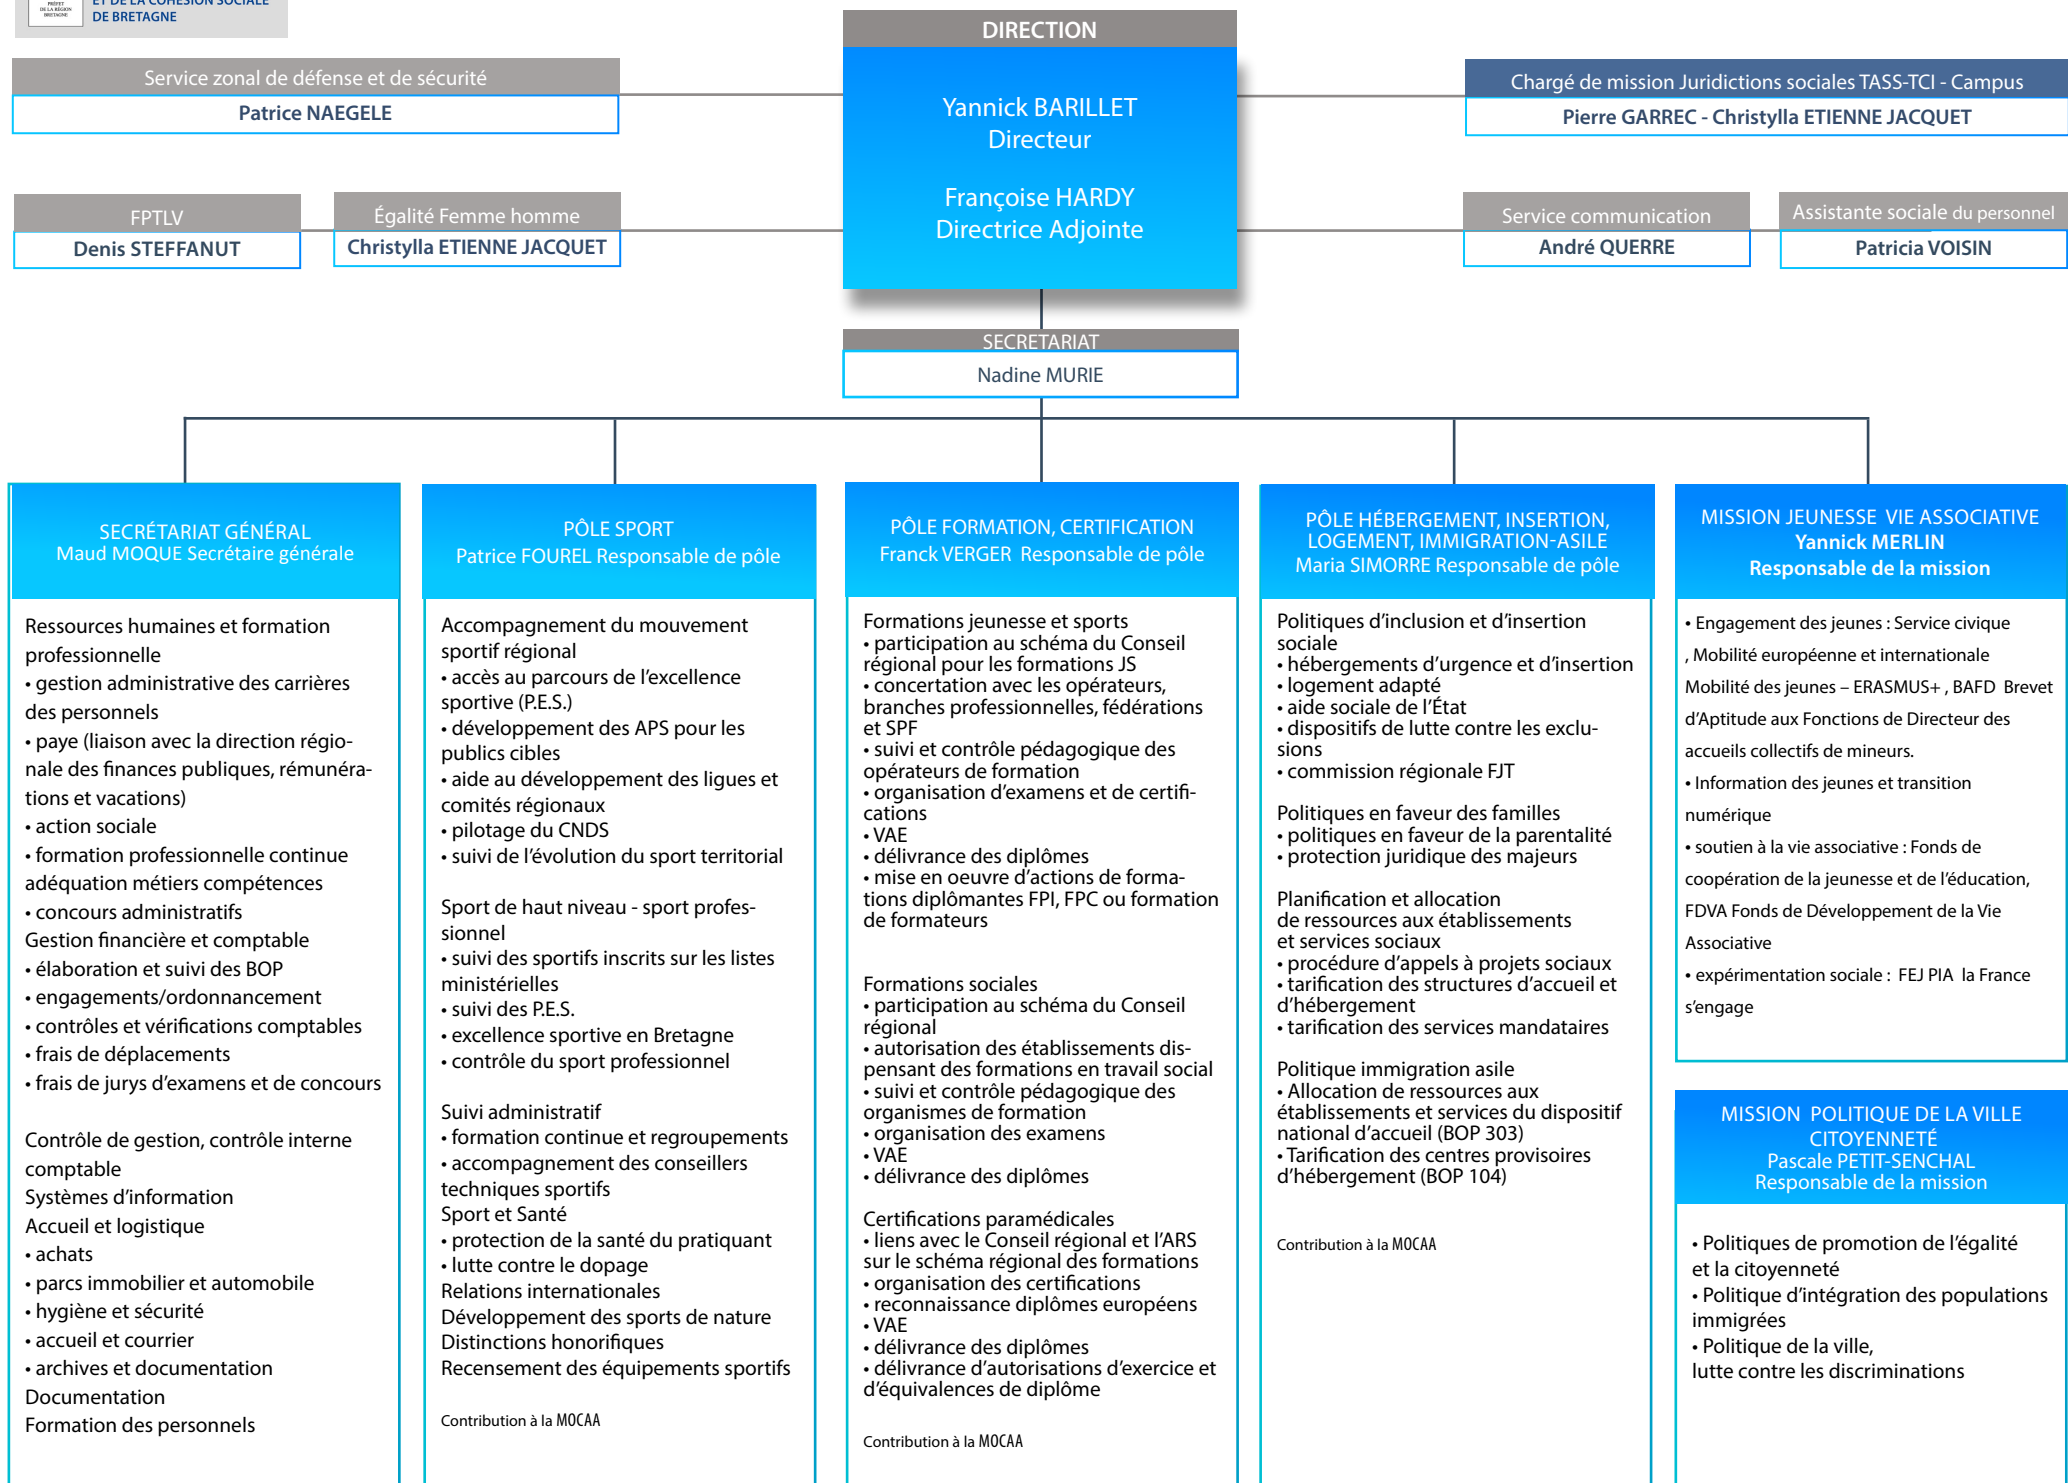 PRÉFET
DE LA RÉGION
BRETAGNE
ET DE LA COHÉSION SOCIALE
DE BRETAGNE
DIRECTION
Yannick BARILLET
Directeur
Françoise HARDY
Directrice Adjointe
Service zonal de défense et de sécurité
Patrice NAEGELE
Chargé de mission Juridictions sociales TASS-TCI - Campus
Pierre GARREC - Christylla ETIENNE JACQUET
FPTLV
Denis STEFFANUT
Égalité Femme homme
Christylla ETIENNE JACQUET
Service communication
André QUERRE
Assistante sociale du personnel
Patricia VOISIN
SECRETARIAT
Nadine MURIE
SECRÉTARIAT GÉNÉRAL
Maud MOQUE Secrétaire générale
Ressources humaines et formation
professionnelle
• gestion administrative des carrières
des personnels
• paye (liaison avec la direction régio-
nale des finances publiques, rémunéra-
tions et vacations)
• action sociale
• formation professionnelle continue
adéquation métiers compétences
• concours administratifs
Gestion financière et comptable
• élaboration et suivi des BOP
• engagements/ordonnancement
• contrôles et vérifications comptables
• frais de déplacements
• frais de jurys d'examens et de concours
Contrôle de gestion, contrôle interne
comptable
Systèmes d'information
Accueil et logistique
• achats
• parcs immobilier et automobile
• hygiène et sécurité
• accueil et courrier
• archives et documentation
Documentation
Formation des personnels
PÔLE SPORT
Patrice FOUREL Responsable de pôle
Accompagnement du mouvement
sportif régional
• accès au parcours de l'excellence
sportive (P.E.S.)
• développement des APS pour les
publics cibles
• aide au développement des ligues et
comités régionaux
• pilotage du CNDS
• suivi de l'évolution du sport territorial
Sport de haut niveau - sport profes-
sionnel
• suivi des sportifs inscrits sur les listes
ministérielles
• suivi des P.E.S.
• excellence sportive en Bretagne
• contrôle du sport professionnel
Suivi administratif
• formation continue et regroupements
• accompagnement des conseillers
techniques sportifs
Sport et Santé
• protection de la santé du pratiquant
• lutte contre le dopage
Relations internationales
Développement des sports de nature
Distinctions honorifiques
Recensement des équipements sportifs
Contribution à la MOCAA
PÔLE FORMATION, CERTIFICATION
Franck VERGER Responsable de pôle
Formations jeunesse et sports
• participation au schéma du Conseil
régional pour les formations JS
• concertation avec les opérateurs,
branches professionnelles, fédérations
et SPF
• suivi et contrôle pédagogique des
opérateurs de formation
• organisation d'examens et de certifi-
cations
• VAE
• délivrance des diplômes
• mise en oeuvre d'actions de forma-
tions diplômantes FPI, FPC ou formation
de formateurs
Formations sociales
• participation au schéma du Conseil
régional
• autorisation des établissements dis-
pensant des formations en travail social
• suivi et contrôle pédagogique des
organismes de formation
• organisation des examens
• VAE
• délivrance des diplômes
Certifications paramédicales
• liens avec le Conseil régional et l'ARS
sur le schéma régional des formations
• organisation des certifications
• reconnaissance diplômes européens
• VAE
• délivrance des diplômes
• délivrance d'autorisations d'exercice et
d'équivalences de diplôme
Contribution à la MOCAA
PÔLE HÉBERGEMENT, INSERTION,
LOGEMENT, IMMIGRATION-ASILE
Maria SIMORRE Responsable de pôle
Politiques d'inclusion et d'insertion
sociale
• hébergements d'urgence et d'insertion
• logement adapté
• aide sociale de l'État
• dispositifs de lutte contre les exclu-
sions
• commission régionale FJT
Politiques en faveur des familles
• politiques en faveur de la parentalité
• protection juridique des majeurs
Planification et allocation
de ressources aux établissements
et services sociaux
• procédure d'appels à projets sociaux
• tarification des structures d'accueil et
d'hébergement
• tarification des services mandataires
Politique immigration asile
• Allocation de ressources aux
établissements et services du dispositif
national d'accueil (BOP 303)
• Tarification des centres provisoires
d'hébergement (BOP 104)
Contribution à la MOCAA
MISSION JEUNESSE VIE ASSOCIATIVE
Yannick MERLIN
Responsable de la mission
• Engagement des jeunes : Service civique
, Mobilité européenne et internationale
Mobilité des jeunes – ERASMUS+ , BAFD Brevet
d'Aptitude aux Fonctions de Directeur des
accueils collectifs de mineurs.
• Information des jeunes et transition
numérique
• soutien à la vie associative : Fonds de
coopération de la jeunesse et de l'éducation,
FDVA Fonds de Développement de la Vie
Associative
• expérimentation sociale : FEJ PIA la France
s'engage
MISSION POLITIQUE DE LA VILLE
CITOYENNETÉ
Pascale PETIT-SENCHAL
Responsable de la mission
• Politiques de promotion de l'égalité
et la citoyenneté
• Politique d'intégration des populations
immigrées
• Politique de la ville,
lutte contre les discriminations